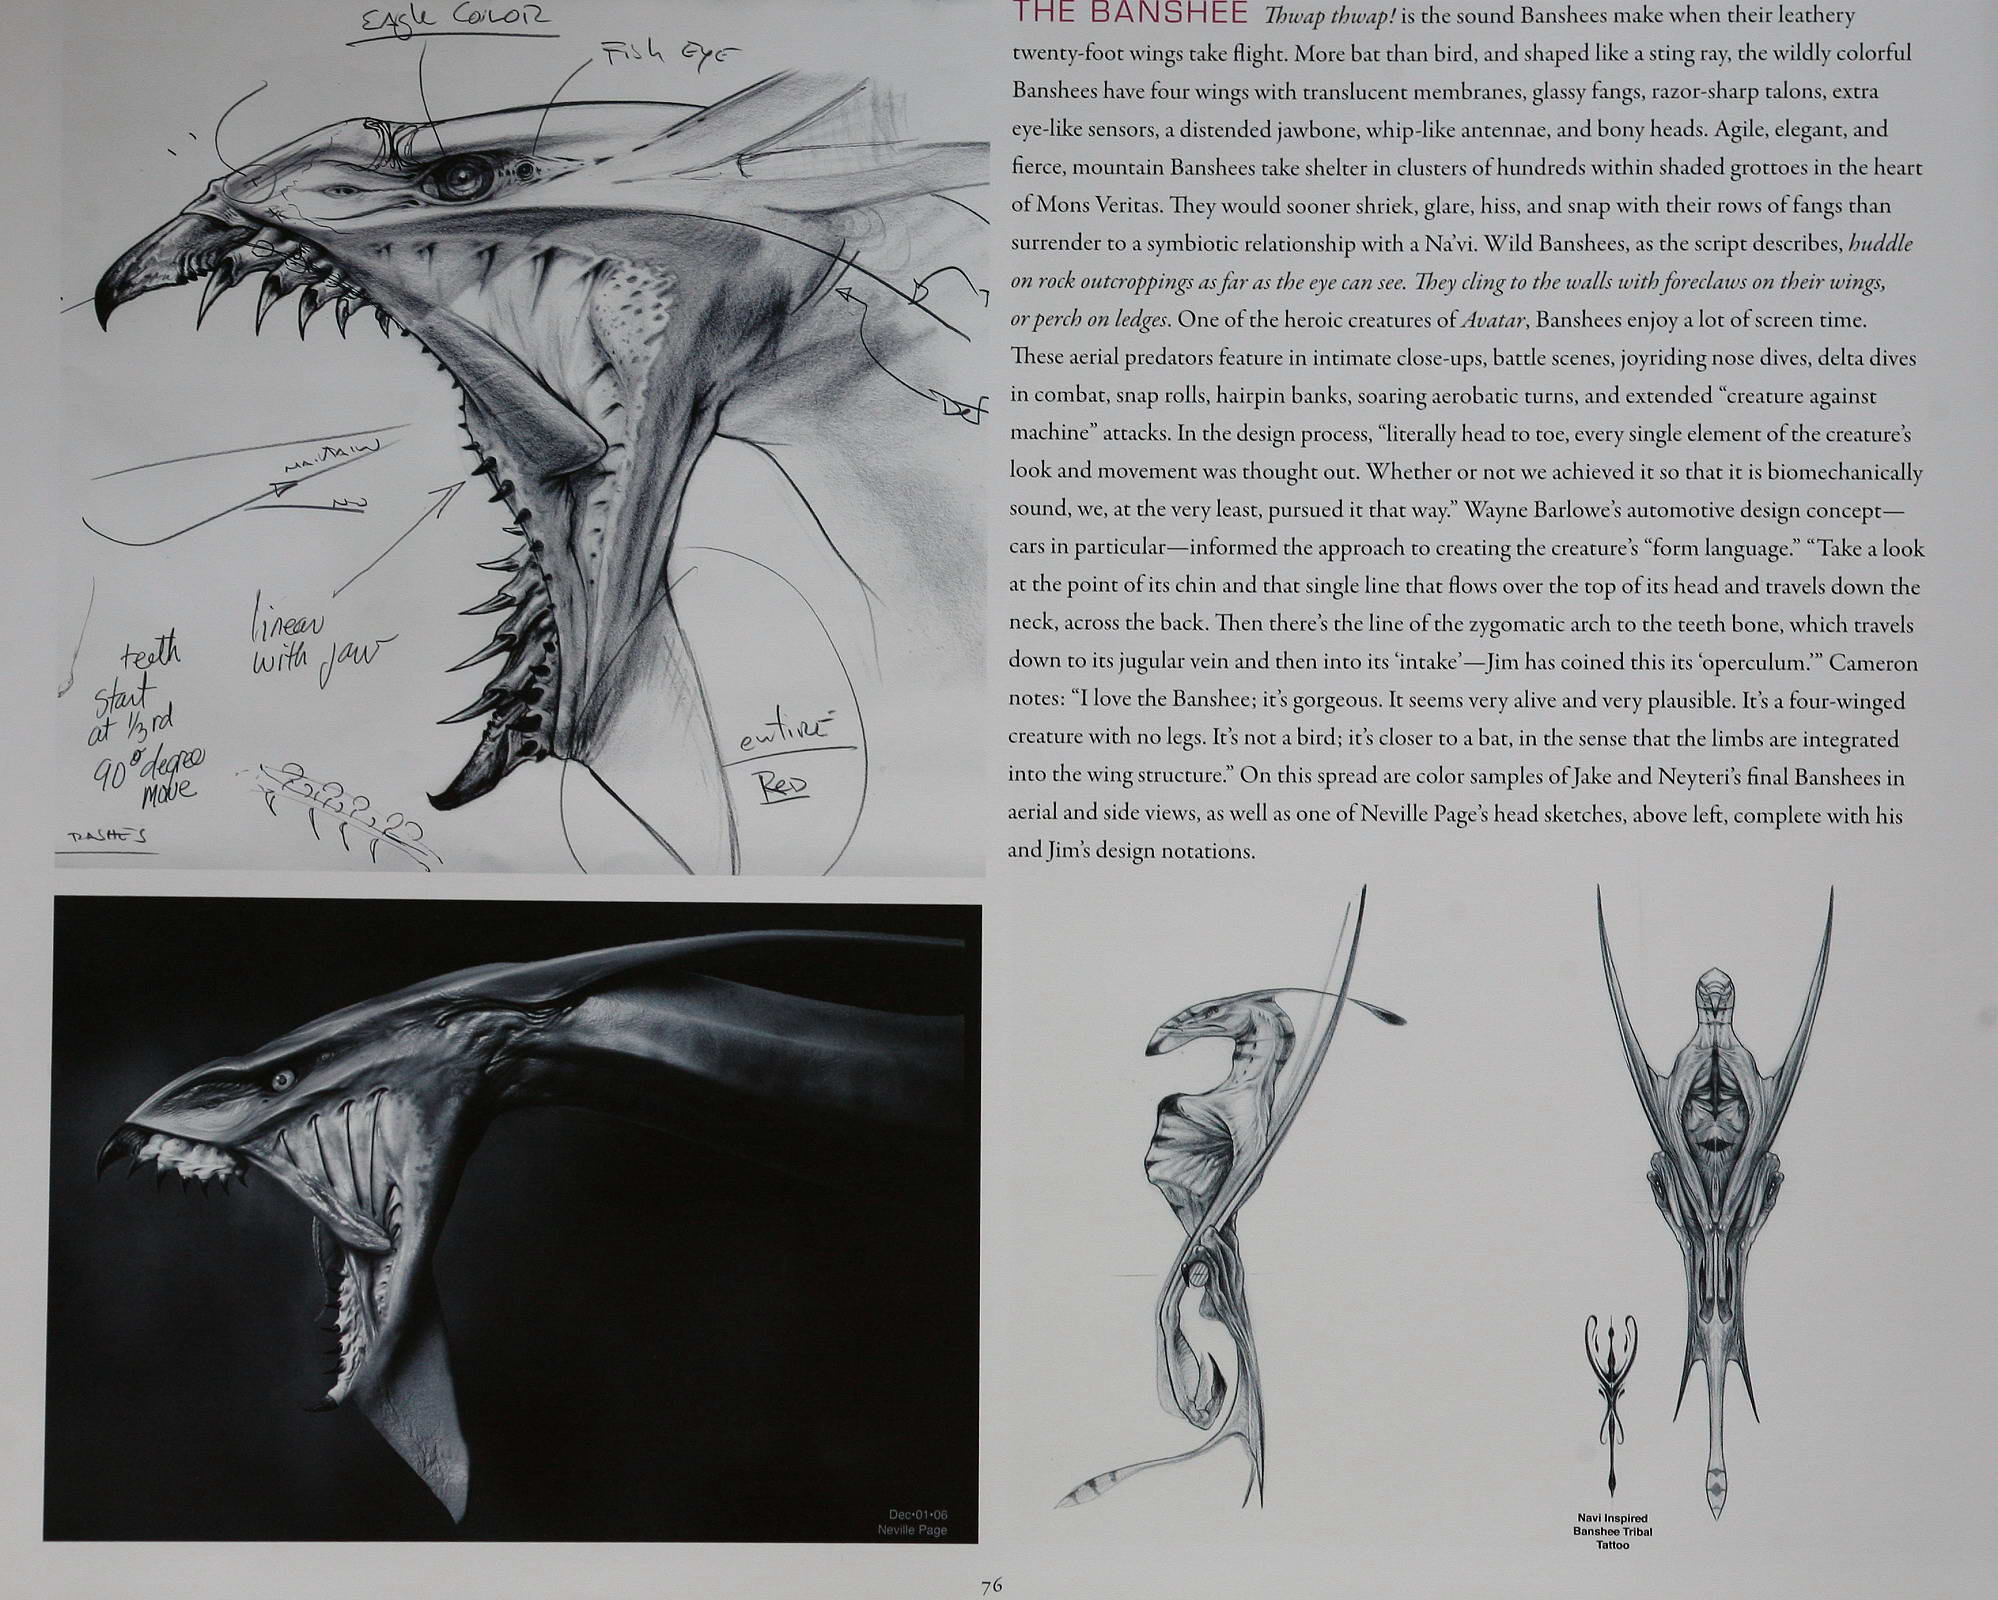 Eagle Color
Fish Eye
Def
MAINTAIN
NO
linear
with jaw
teeth
start
at 1/3rd
90° degree
move
entire
Red
THE BANSHEE Thwap thwap! is the sound Banshees make when their leathery
twenty-foot wings take flight. More bat than bird, and shaped like a sting ray, the wildly colorful
Banshees have four wings with translucent membranes, glassy fangs, razor-sharp talons, extra
eye-like sensors, a distended jawbone, whip-like antennae, and bony heads. Agile, elegant, and
fierce, mountain Banshees take shelter in clusters of hundreds within shaded grottoes in the heart
of Mons Veritas. They would sooner shriek, glare, hiss, and snap with their rows of fangs than
surrender to a symbiotic relationship with a Na’vi. Wild Banshees, as the script describes, huddle
on rock outcroppings as far as the eye can see. They cling to the walls with foreclaws on their wings,
or perch on ledges. One of the heroic creatures of Avatar, Banshees enjoy a lot of screen time.
These aerial predators feature in intimate close-ups, battle scenes, joyriding nose dives, delta dives
in combat, snap rolls, hairpin banks, soaring aerobatic turns, and extended “creature against
machine” attacks. In the design process, “literally head to toe, every single element of the creature’s
look and movement was thought out. Whether or not we achieved it so that it is biomechanically
sound, we, at the very least, pursued it that way.” Wayne Barlowe’s automotive design concept—
cars in particular—informed the approach to creating the creature’s “form language.” “Take a look
at the point of its chin and that single line that flows over the top of its head and travels down the
neck, across the back. Then there’s the line of the zygomatic arch to the teeth bone, which travels
down to its jugular vein and then into its ‘intake’—Jim has coined this its ‘operculum.’” Cameron
notes: “I love the Banshee; it’s gorgeous. It seems very alive and very plausible. It’s a four-winged
creature with no legs. It’s not a bird; it’s closer to a bat, in the sense that the limbs are integrated
into the wing structure.” On this spread are color samples of Jake and Neyteri’s final Banshees in
aerial and side views, as well as one of Neville Page’s head sketches, above left, complete with his
and Jim’s design notations.
Dec•01•06
Neville Page
Navi Inspired
Banshee Tribal
Tattoo
76